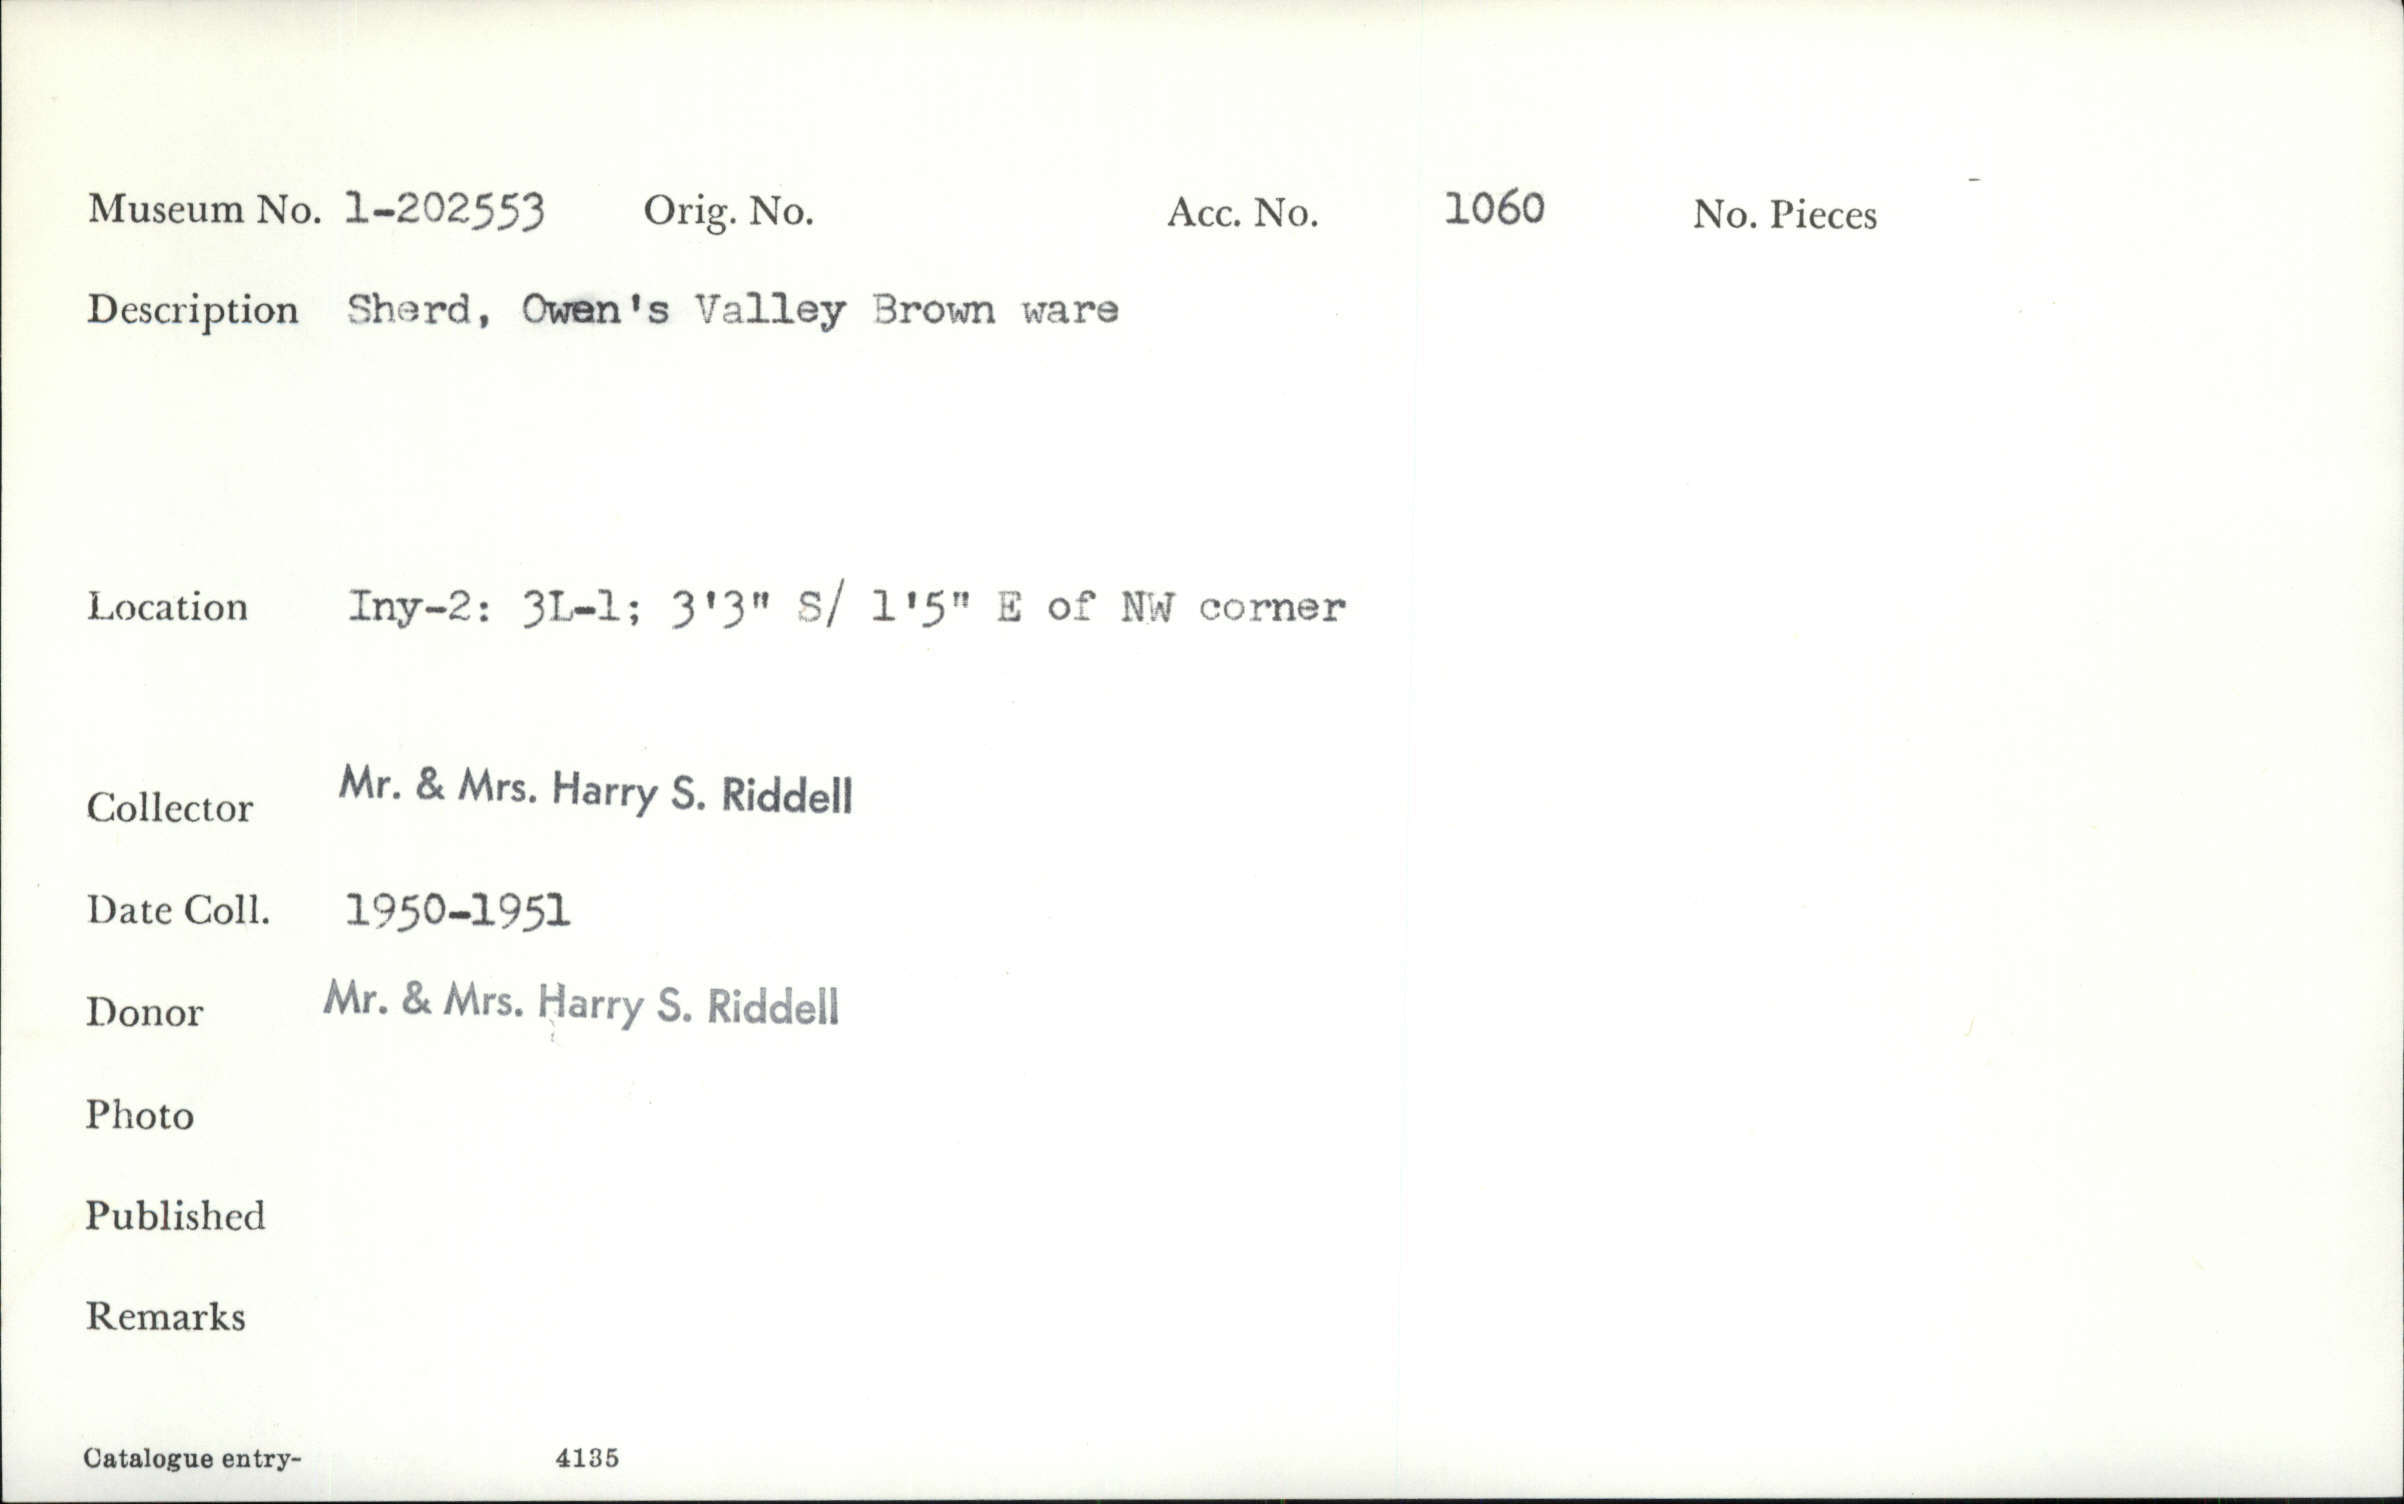 Museum No. 1-202553 Orig. No. Acc. No. 1060 No. Pieces -
Description Sherd, Owen's Valley Brown ware
Location Iny-2: 3L-1; 3'3" S/ 1'5" E of NW corner
Collector Mr. & Mrs. Harry S. Riddell
Date Coll. 1950-1951
Donor Mr. & Mrs. Harry S. Riddell
Photo
Published
Remarks
Catalogue entry- 4135